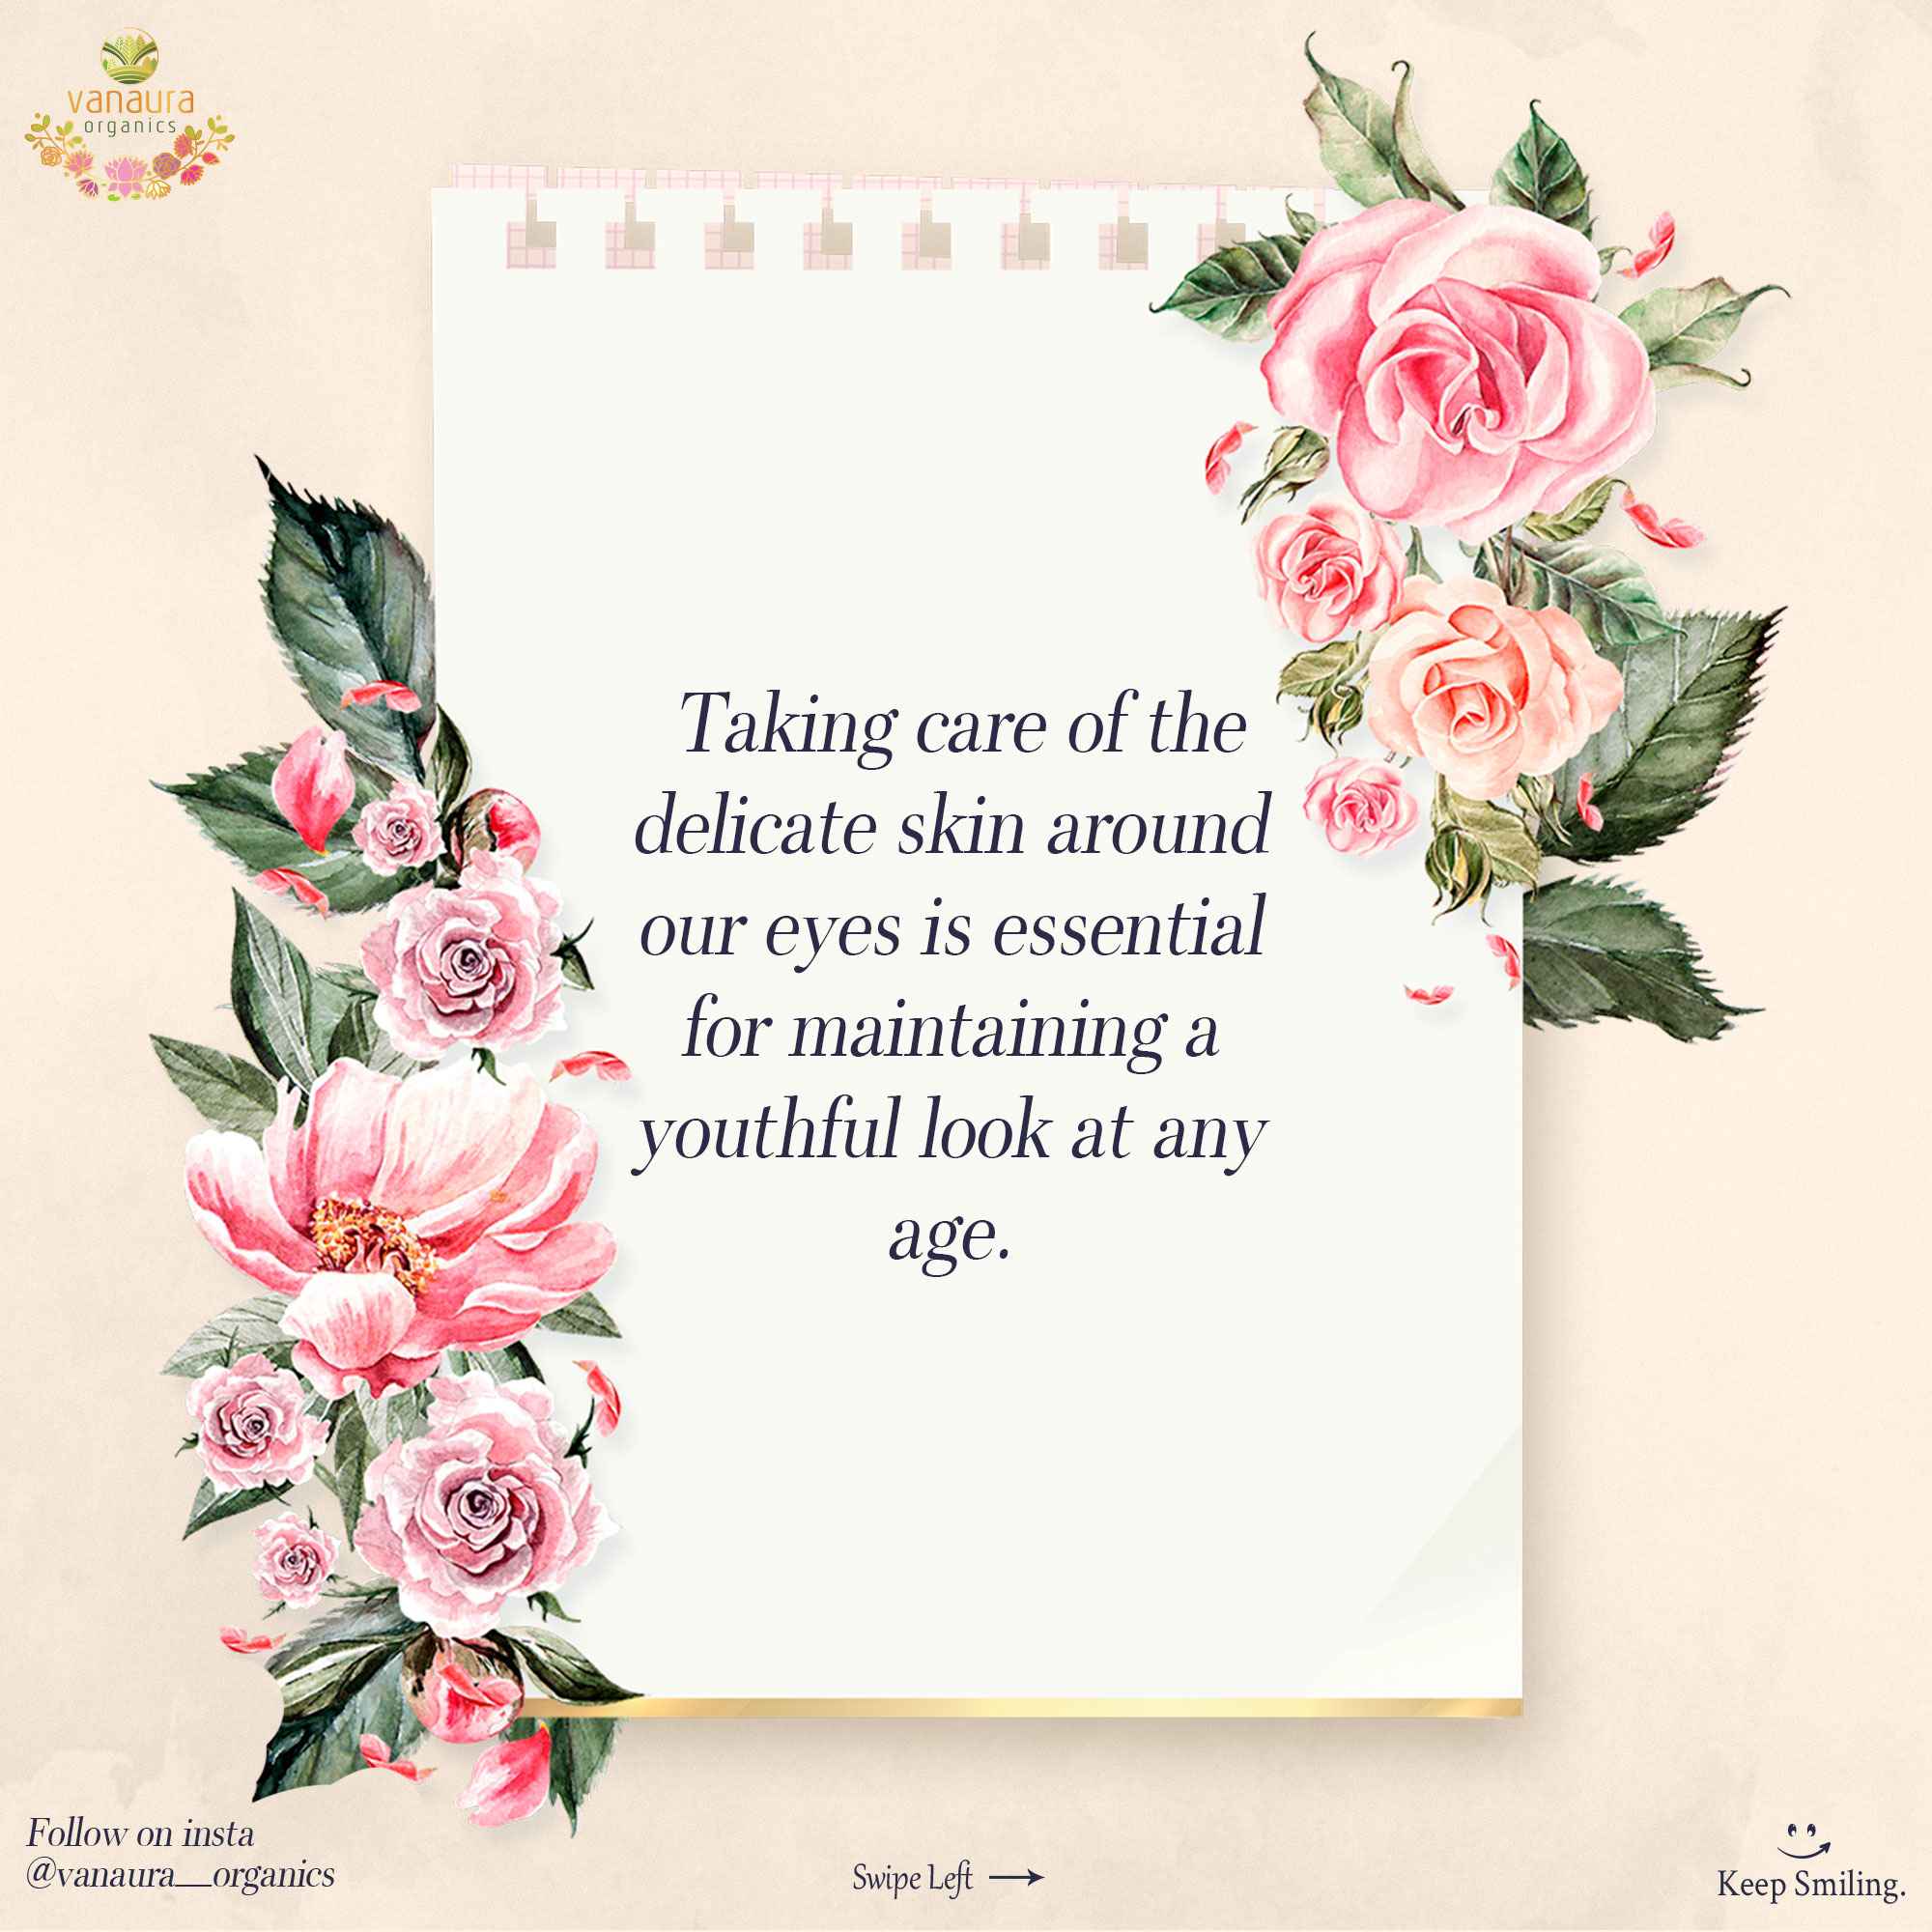 vanaura
organics
Taking care of the
delicate skin around
our eyes is essential
for maintaining a
youthful look at any
age.
Follow on insta
@vanaura__organics
Swipe Left
Keep Smiling.